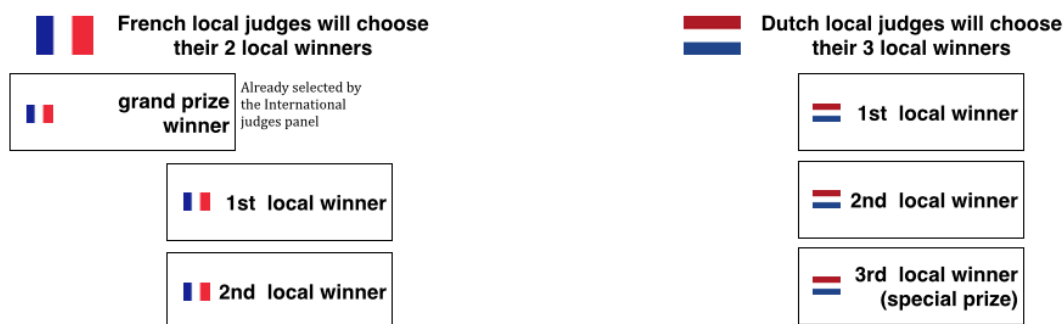 French local judges will choose
their 2 local winners
grand prize
winner
Already selected by
the International
judges panel
1st local winner
2nd local winner
Dutch local judges will choose
their 3 local winners
1st local winner
2nd local winner
3rd local winner
(special prize)